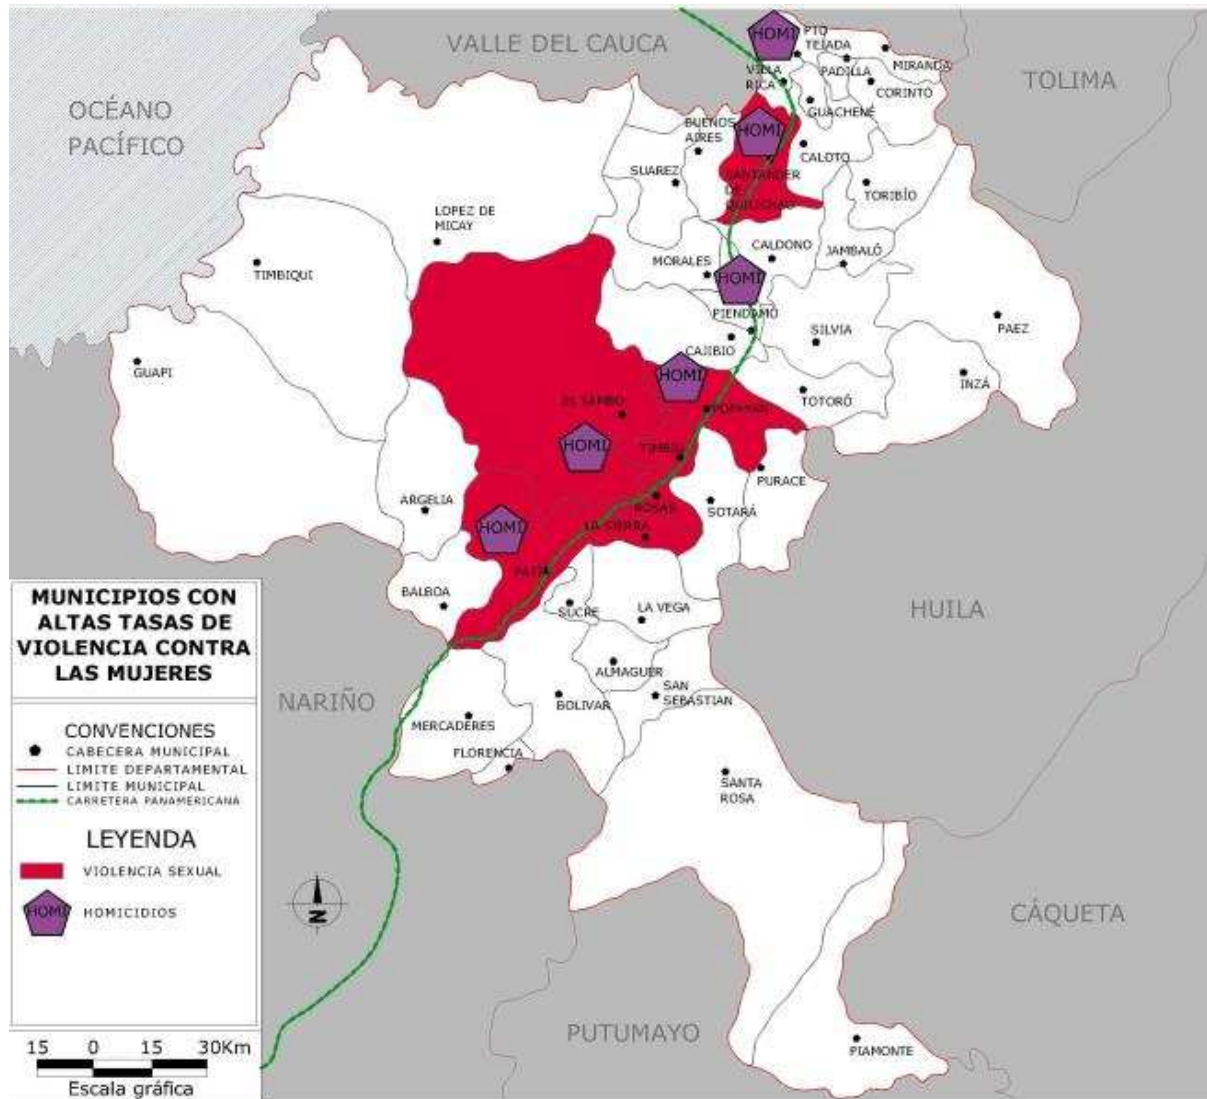 VALLE DEL CAUCA
TOLIMA
OCÉANO
PACÍFICO
HOMI
PTO
TEJADA
MIRANDA
VILLA
RICA
PADILLA
CORINTO
GUACHENÉ
BUENOS
AIRES
HOMI
CALOTO
SUAREZ
SANTANDER
DE
QUILICHAO
TORIBÍO
LOPEZ DE
MICAY
TIMBIQUI
MORALES
CALDONO
JAMBALÓ
HOMI
PIENDAMÓ
SILVIA
PAEZ
CAJIBIO
GUAPI
HOMI
INZÁ
TOTORÓ
EL TAMBO
POPAYAN
HOMI
TIMBIO
PURACE
ARGELIA
ROSAS
SOTARÁ
HOMI
LA SIERRA
PATIA
BALBOA
SUCRE
LA VEGA
HUILA
ALMAGUER
NARIÑO
BOLIVAR
SAN
SEBASTIAN
MERCADERES
FLORENCIA
SANTA
ROSA
CÁQUETA
PUTUMAYO
PIAMONTE
MUNICIPIOS CON
ALTAS TASAS DE
VIOLENCIA CONTRA
LAS MUJERES
CONVENCIONES
CABECERA MUNICIPAL
LIMITE DEPARTAMENTAL
LIMITE MUNICIPAL
CARRETERA PANAMERICANA
LEYENDA
VIOLENCIA SEXUAL
HOMI HOMICIDIOS
N
15 0 15 30Km
Escala gráfica